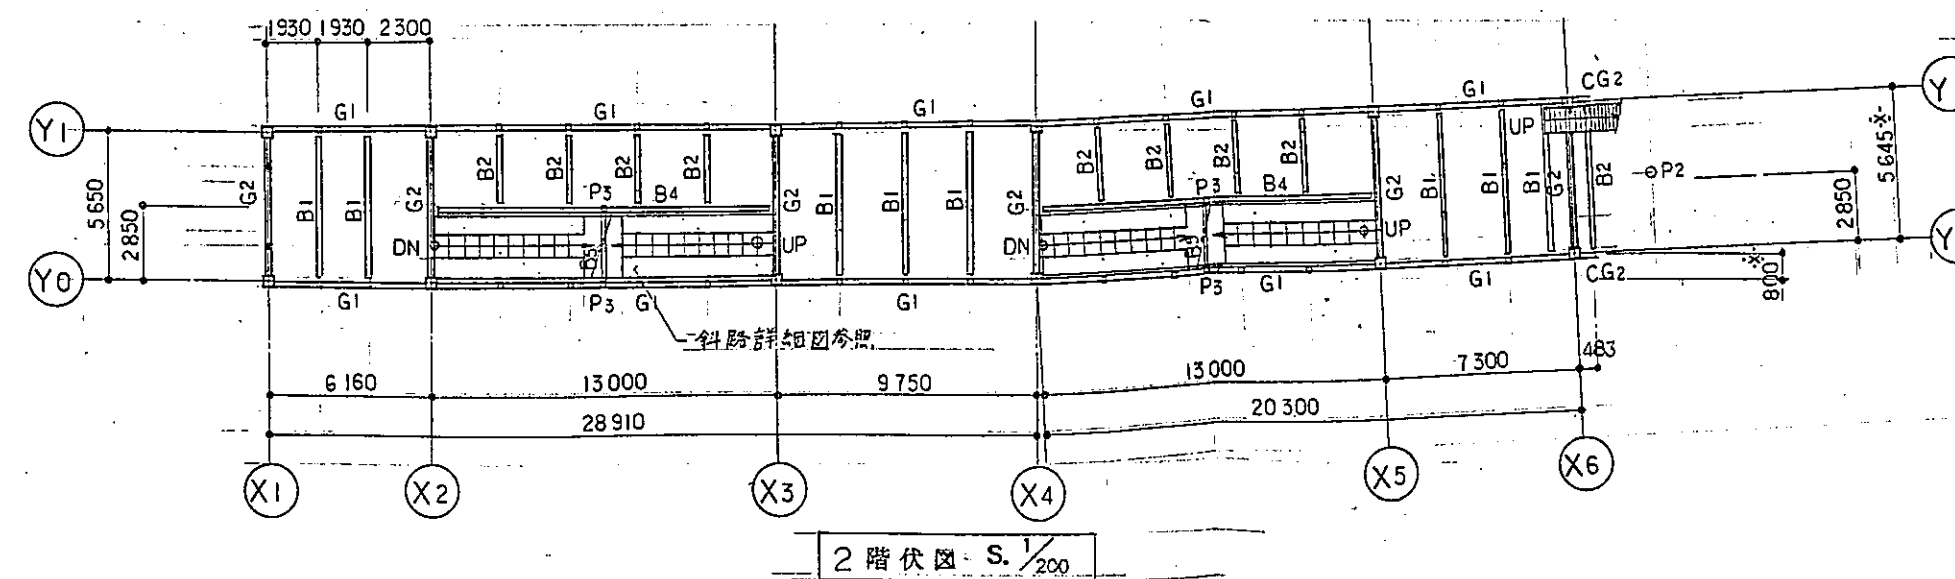 1930 1930 2300
G1 G1 G1 G1 G1 CG2
Y1 Y
UP
B2 B2 B2 B2 B2 B2 B2 B2
5650 2850 G2 B1 B1 G2 P3 B4 G2 B1 B1 B1 G2 P3 B4 G2 B1 B1 B1 G2 B2 P2 2850 5645
DN UP DN UP
B5
Y0 Y
G1 P3 G1 G1 P3 G1 G1 CG2 800
斜路詳細図参照
6160 13000 9750 13000 7300 483
28910 20300
X1 X2 X3 X4 X5 X6
2階伏図 S. 1/200